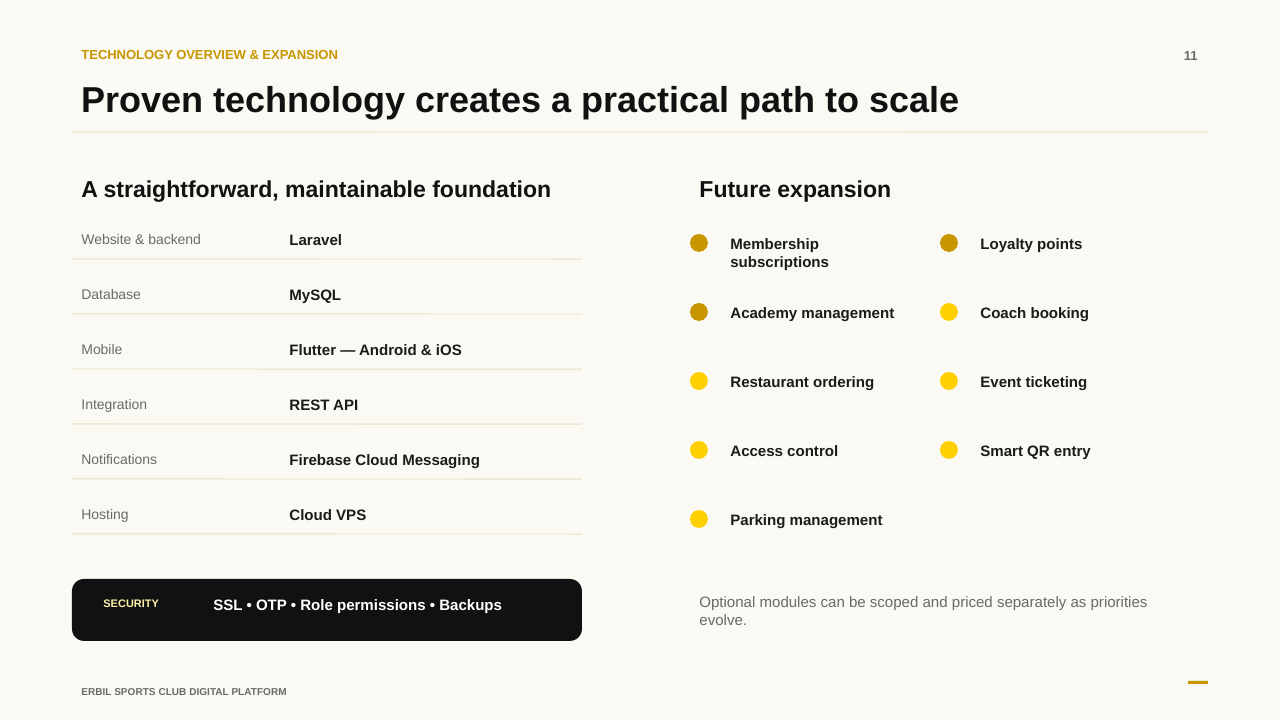 TECHNOLOGY OVERVIEW & EXPANSION
11
Proven technology creates a practical path to scale
A straightforward, maintainable foundation
Website & backend Laravel
Database MySQL
Mobile Flutter — Android & iOS
Integration REST API
Notifications Firebase Cloud Messaging
Hosting Cloud VPS
SECURITY SSL • OTP • Role permissions • Backups
Future expansion
Membership
subscriptions
Loyalty points
Academy management
Coach booking
Restaurant ordering
Event ticketing
Access control
Smart QR entry
Parking management
Optional modules can be scoped and priced separately as priorities
evolve.
ERBIL SPORTS CLUB DIGITAL PLATFORM